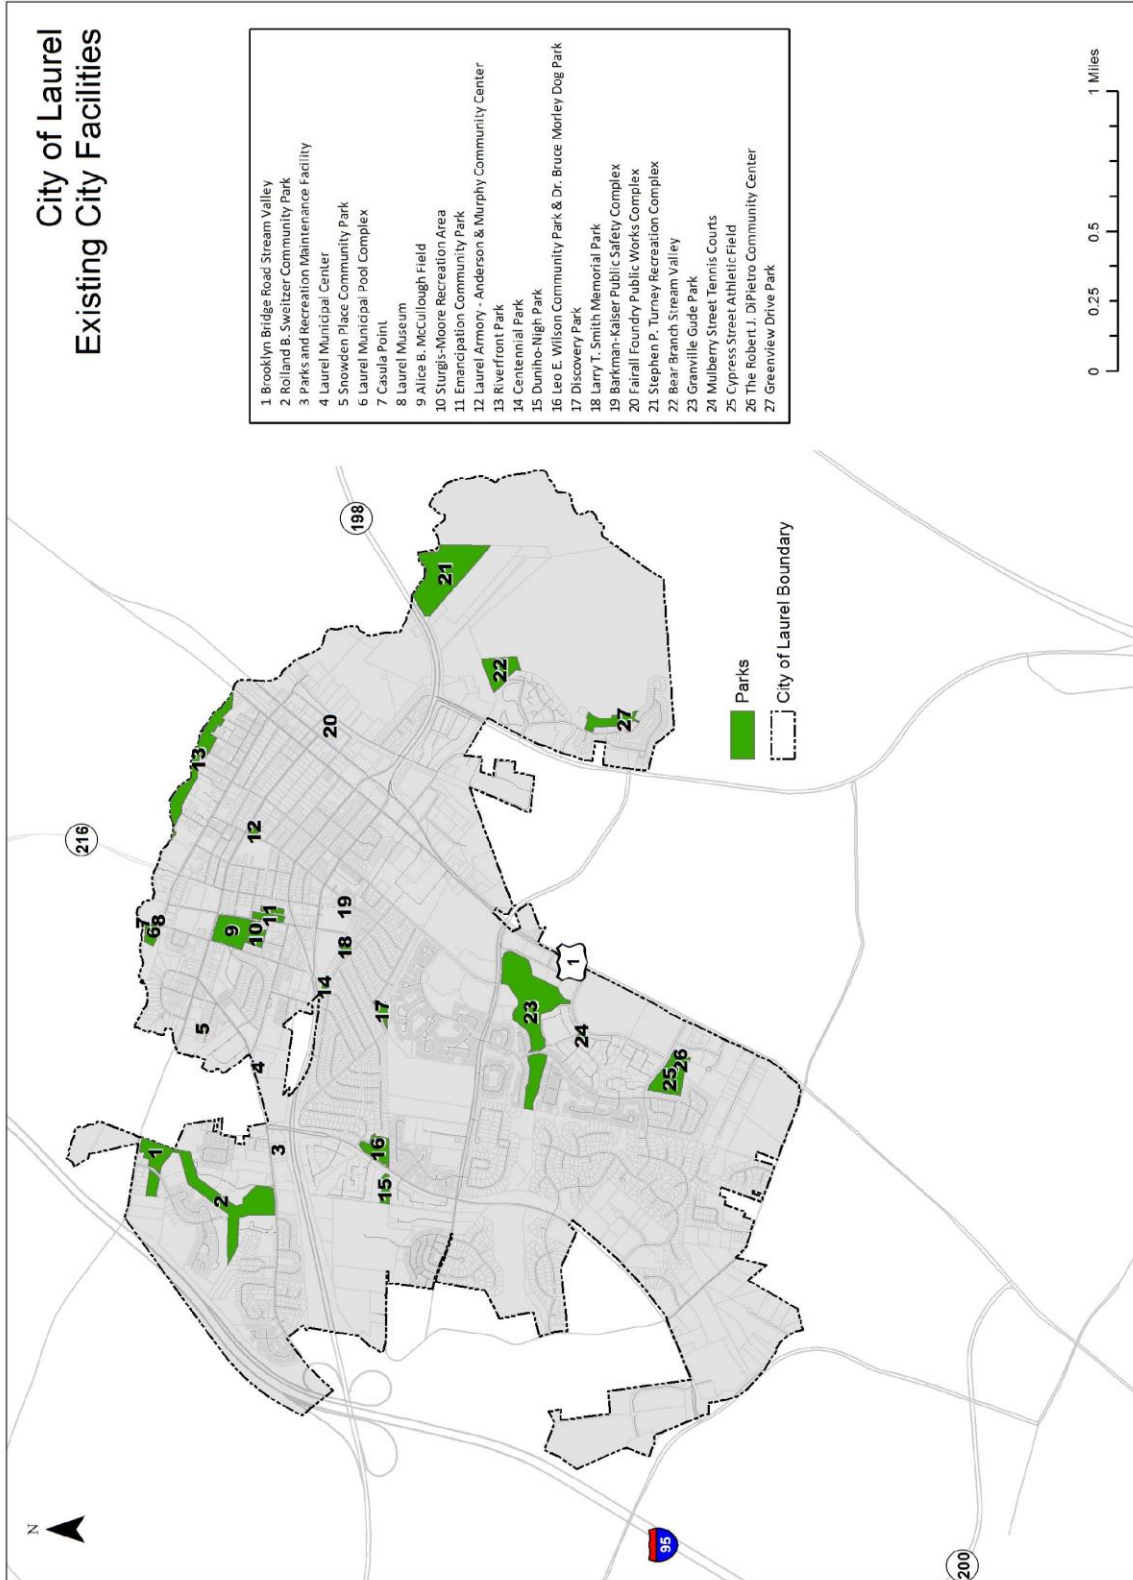 City of Laurel
Existing City Facilities
1 Brooklyn Bridge Road Stream Valley
2 Rolland B. Sweitzer Community Park
3 Parks and Recreation Maintenance Facility
4 Laurel Municipal Center
5 Snowden Place Community Park
6 Laurel Municipal Pool Complex
7 Casula Point
8 Laurel Museum
9 Alice B. McCullough Field
10 Sturgis-Moore Recreation Area
11 Emancipation Community Park
12 Laurel Armory - Anderson & Murphy Community Center
13 Riverfront Park
14 Centennial Park
15 Duniho-Nigh Park
16 Leo E. Wilson Community Park & Dr. Bruce Morley Dog Park
17 Discovery Park
18 Larry T. Smith Memorial Park
19 Barkman-Kaiser Public Safety Complex
20 Fairall Foundry Public Works Complex
21 Stephen P. Turney Recreation Complex
22 Bear Branch Stream Valley
23 Granville Gude Park
24 Mulberry Street Tennis Courts
25 Cypress Street Athletic Field
26 The Robert J. DiPietro Community Center
27 Greenview Drive Park
N
216
198
1
95
200
1
2
3
4
5
7
6
8
9
10
11
12
13
14
15
16
17
18
19
20
21
22
23
24
25
26
27
Parks
City of Laurel Boundary
0 0.25 0.5 1 Miles